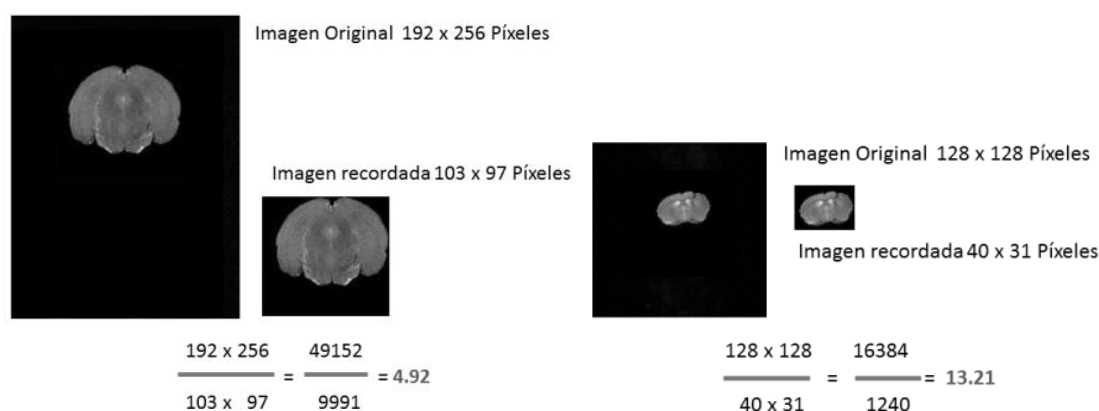 Imagen Original 192 x 256 Píxeles
Imagen recordada 103 x 97 Píxeles
192 x 256
49152
=
= 4.92
103 x 97
9991
Imagen Original 128 x 128 Píxeles
Imagen recordada 40 x 31 Píxeles
128 x 128
16384
=
= 13.21
40 x 31
1240